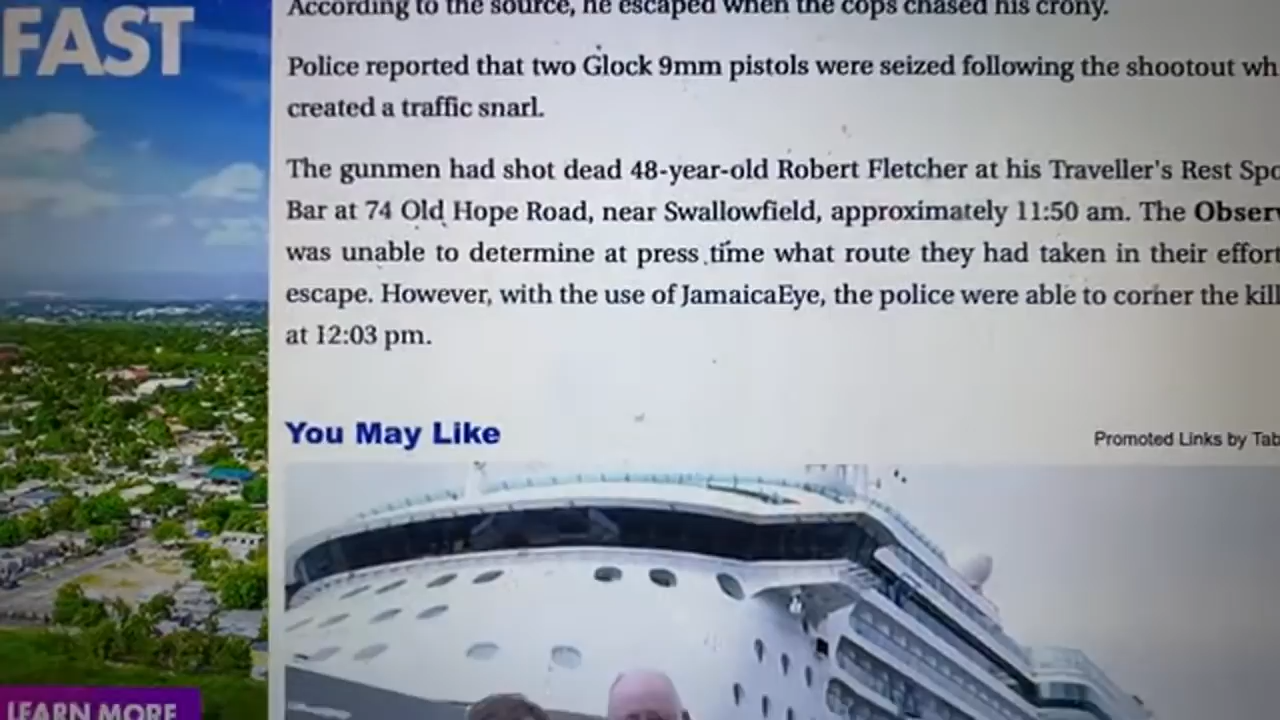 FAST
According to the source, he escaped when the cops chased his crony.
Police reported that two Glock 9mm pistols were seized following the shootout wh
created a traffic snarl.
The gunmen had shot dead 48-year-old Robert Fletcher at his Traveller's Rest Spo
Bar at 74 Old Hope Road, near Swallowfield, approximately 11:50 am. The Observ
was unable to determine at press time what route they had taken in their effort
escape. However, with the use of JamaicaEye, the police were able to corner the kill
at 12:03 pm.
You May Like
Promoted Links by Tab
LEARN MORE